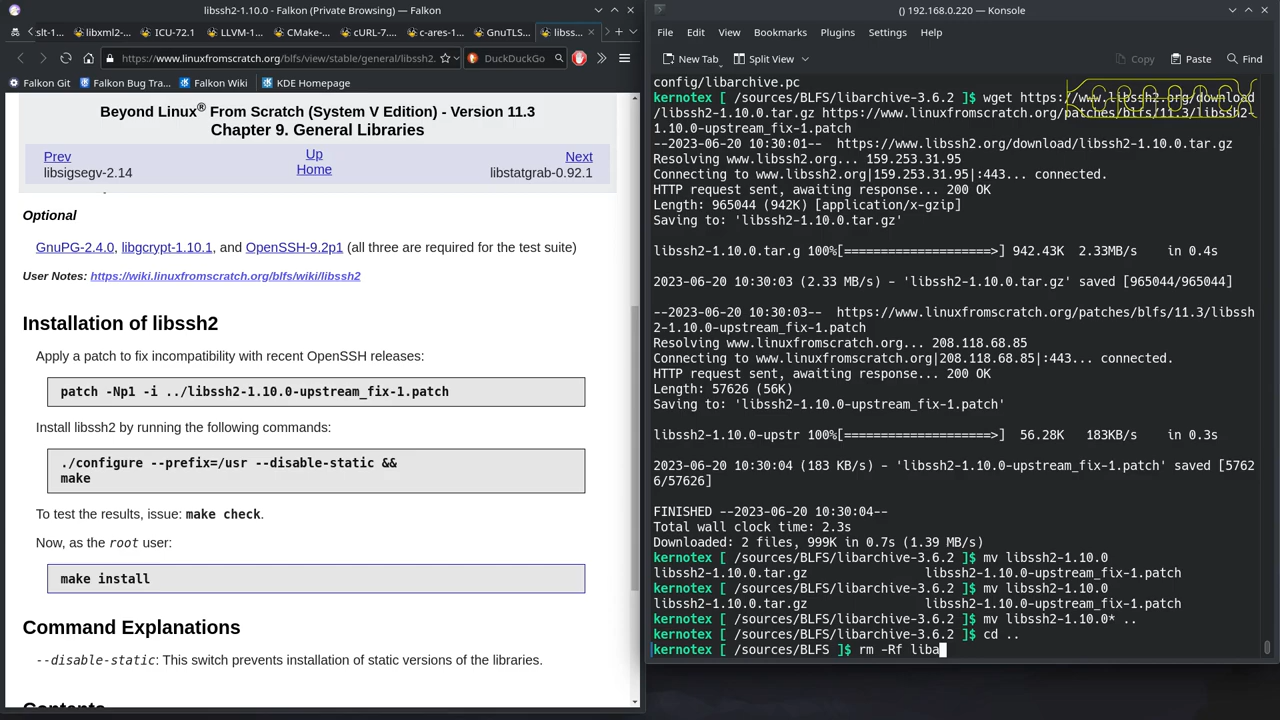 libssh2-1.10.0 - Falkon (Private Browsing) — Falkon
slt-1...
libxml2-...
ICU-72.1
LLVM-1...
CMake-...
cURL-7....
c-ares-1...
GnuTLS...
libss...
https://www.linuxfromscratch.org/blfs/view/stable/general/libssh2.
DuckDuckGo
Falkon Git
Falkon Bug Tra...
Falkon Wiki
KDE Homepage
Beyond Linux® From Scratch (System V Edition) - Version 11.3
Chapter 9. General Libraries
Prev
Up
Next
libsigsegv-2.14
Home
libstatgrab-0.92.1
Optional
GnuPG-2.4.0, libgcrypt-1.10.1, and OpenSSH-9.2p1 (all three are required for the test suite)
User Notes: https://wiki.linuxfromscratch.org/blfs/wiki/libssh2
Installation of libssh2
Apply a patch to fix incompatibility with recent OpenSSH releases:
patch -Np1 -i ../libssh2-1.10.0-upstream_fix-1.patch
Install libssh2 by running the following commands:
./configure --prefix=/usr --disable-static &&
make
To test the results, issue: make check.
Now, as the root user:
make install
Command Explanations
--disable-static: This switch prevents installation of static versions of the libraries.
Contents
() 192.168.0.220 — Konsole
File Edit View Bookmarks Plugins Settings Help
New Tab
Split View
Copy
Paste
Find
config/libarchive.pc
kernotex [ /sources/BLFS/libarchive-3.6.2 ]$ wget https://www.libssh2.org/download
/libssh2-1.10.0.tar.gz https://www.linuxfromscratch.org/patches/blfs/11.3/libssh2-
1.10.0-upstream_fix-1.patch
--2023-06-20 10:30:01--  https://www.libssh2.org/download/libssh2-1.10.0.tar.gz
Resolving www.libssh2.org... 159.253.31.95
Connecting to www.libssh2.org|159.253.31.95|:443... connected.
HTTP request sent, awaiting response... 200 OK
Length: 965044 (942K) [application/x-gzip]
Saving to: 'libssh2-1.10.0.tar.gz'
libssh2-1.10.0.tar.g 100%[===================>] 942.43K  2.33MB/s    in 0.4s
2023-06-20 10:30:03 (2.33 MB/s) - 'libssh2-1.10.0.tar.gz' saved [965044/965044]
--2023-06-20 10:30:03--  https://www.linuxfromscratch.org/patches/blfs/11.3/libssh
2-1.10.0-upstream_fix-1.patch
Resolving www.linuxfromscratch.org... 208.118.68.85
Connecting to www.linuxfromscratch.org|208.118.68.85|:443... connected.
HTTP request sent, awaiting response... 200 OK
Length: 57626 (56K)
Saving to: 'libssh2-1.10.0-upstream_fix-1.patch'
libssh2-1.10.0-upstr 100%[===================>]  56.28K   183KB/s    in 0.3s
2023-06-20 10:30:04 (183 KB/s) - 'libssh2-1.10.0-upstream_fix-1.patch' saved [5762
6/57626]
FINISHED --2023-06-20 10:30:04--
Total wall clock time: 2.3s
Downloaded: 2 files, 999K in 0.7s (1.39 MB/s)
kernotex [ /sources/BLFS/libarchive-3.6.2 ]$ mv libssh2-1.10.0
libssh2-1.10.0.tar.gz               libssh2-1.10.0-upstream_fix-1.patch
kernotex [ /sources/BLFS/libarchive-3.6.2 ]$ mv libssh2-1.10.0
libssh2-1.10.0.tar.gz               libssh2-1.10.0-upstream_fix-1.patch
kernotex [ /sources/BLFS/libarchive-3.6.2 ]$ mv libssh2-1.10.0* ..
kernotex [ /sources/BLFS/libarchive-3.6.2 ]$ cd ..
kernotex [ /sources/BLFS ]$ rm -Rf liba